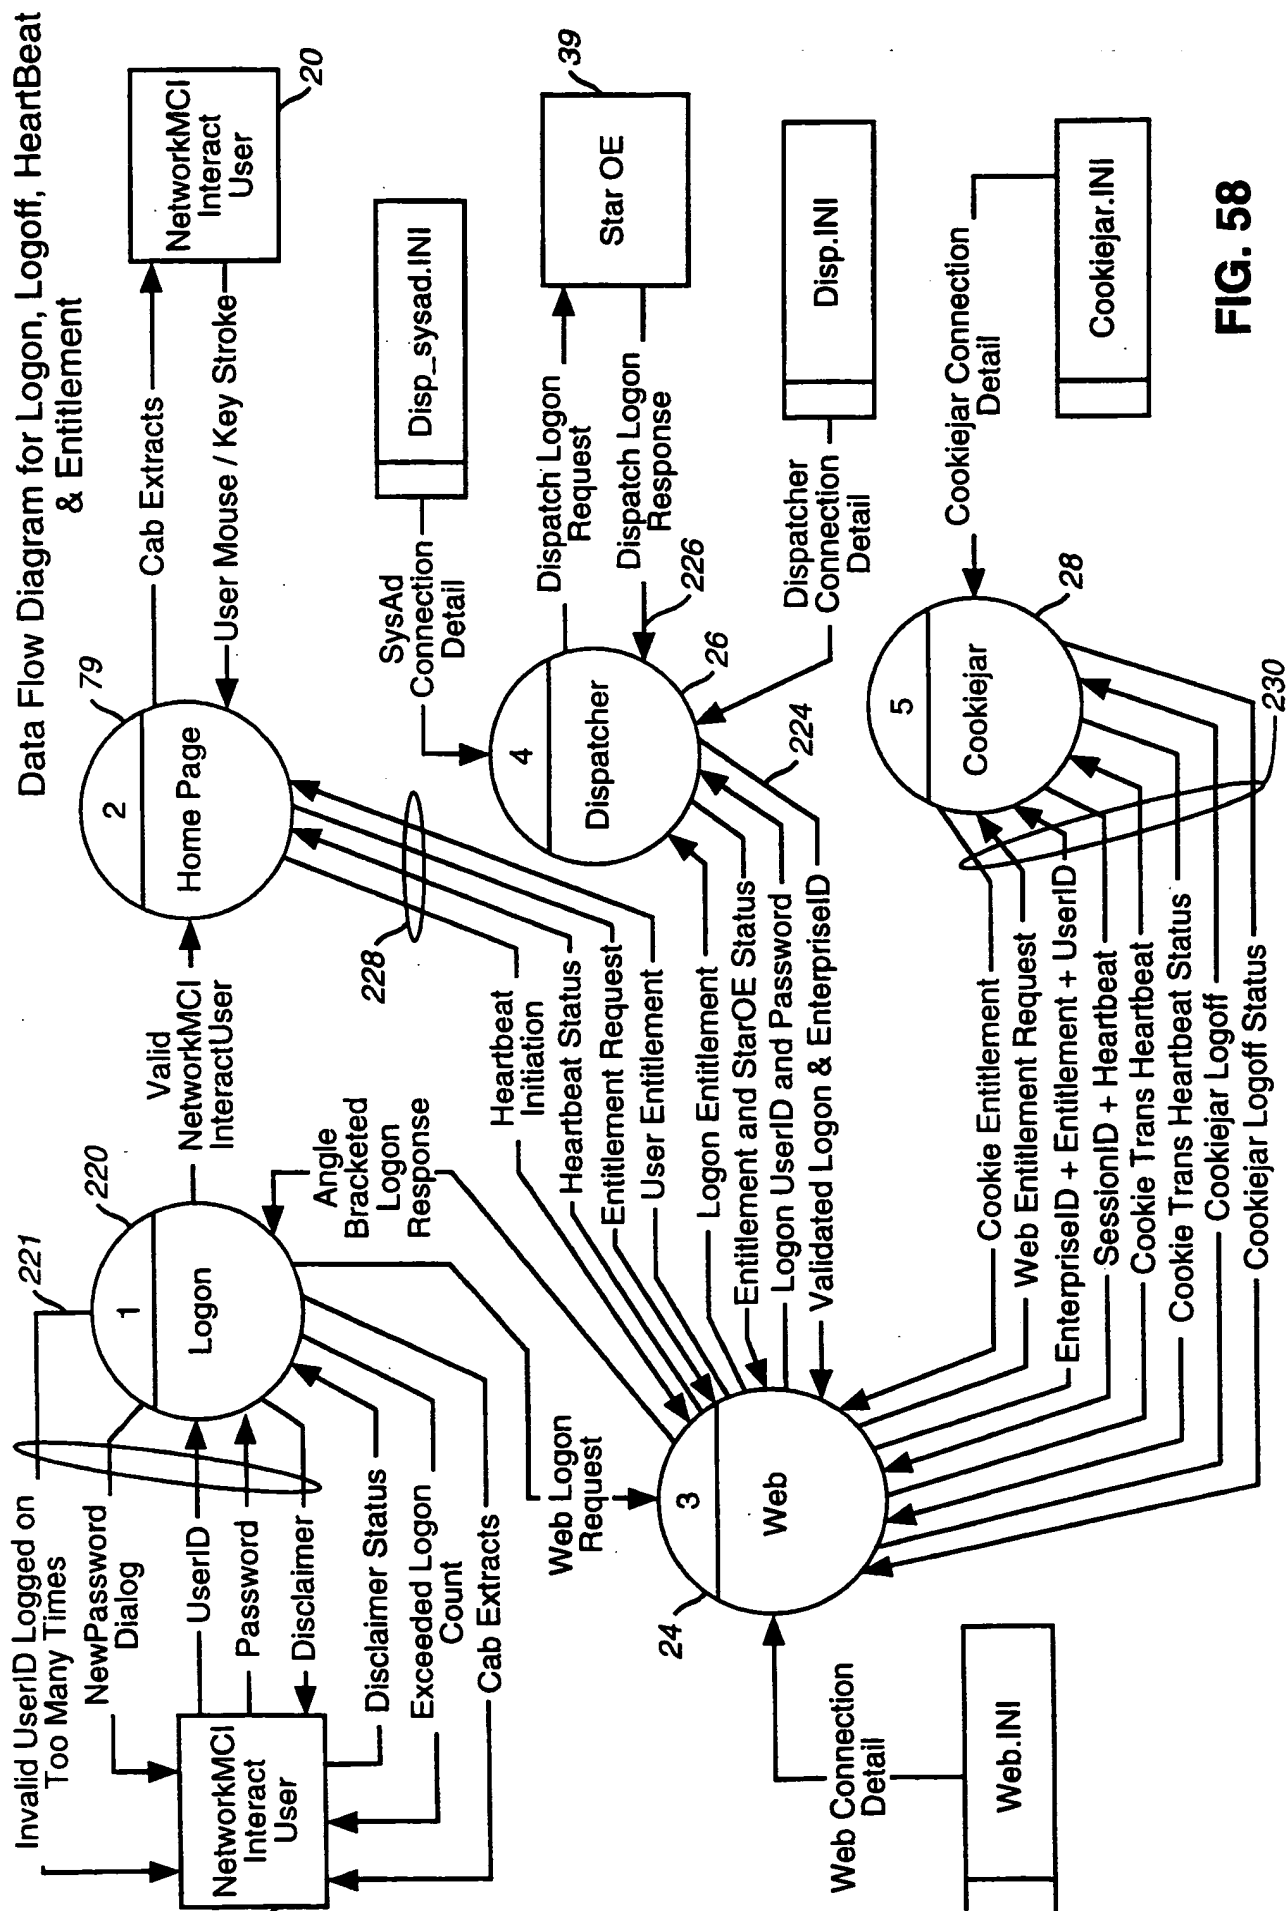 Data Flow Diagram for Logon, Logoff, HeartBeat
& Entitlement
Invalid UserID Logged on
Too Many Times
221
NewPassword
Dialog
UserID
Password
Disclaimer
Disclaimer Status
Exceeded Logon
Count
Cab Extracts
NetworkMCI
Interact
User
220
1
Logon
Valid
NetworkMCI
InteractUser
79
2
Home Page
Cab Extracts
User Mouse / Key Stroke
NetworkMCI
Interact
User
20
Angle
Bracketed
Logon
Response
Web Logon
Request
228
Heartbeat
Initiation
Heartbeat Status
Entitlement Request
User Entitlement
SysAd
Connection
Detail
Disp_sysad.INI
4
Dispatcher
26
Dispatch Logon
Request
Dispatch Logon
Response
226
Star OE
39
224
Logon Entitlement
Entitlement and StarOE Status
Logon UserID and Password
Validated Logon & EnterpriseID
Dispatcher
Connection
Detail
Disp.INI
24
3
Web
Web Connection
Detail
Web.INI
5
Cookiejar
28
Cookiejar Connection
Detail
Cookiejar.INI
230
Cookie Entitlement
Web Entitlement Request
EnterpriseID + Entitlement + UserID
SessionID + Heartbeat
Cookie Trans Heartbeat
Cookie Trans Heartbeat Status
Cookiejar Logoff
Cookiejar Logoff Status
FIG. 58